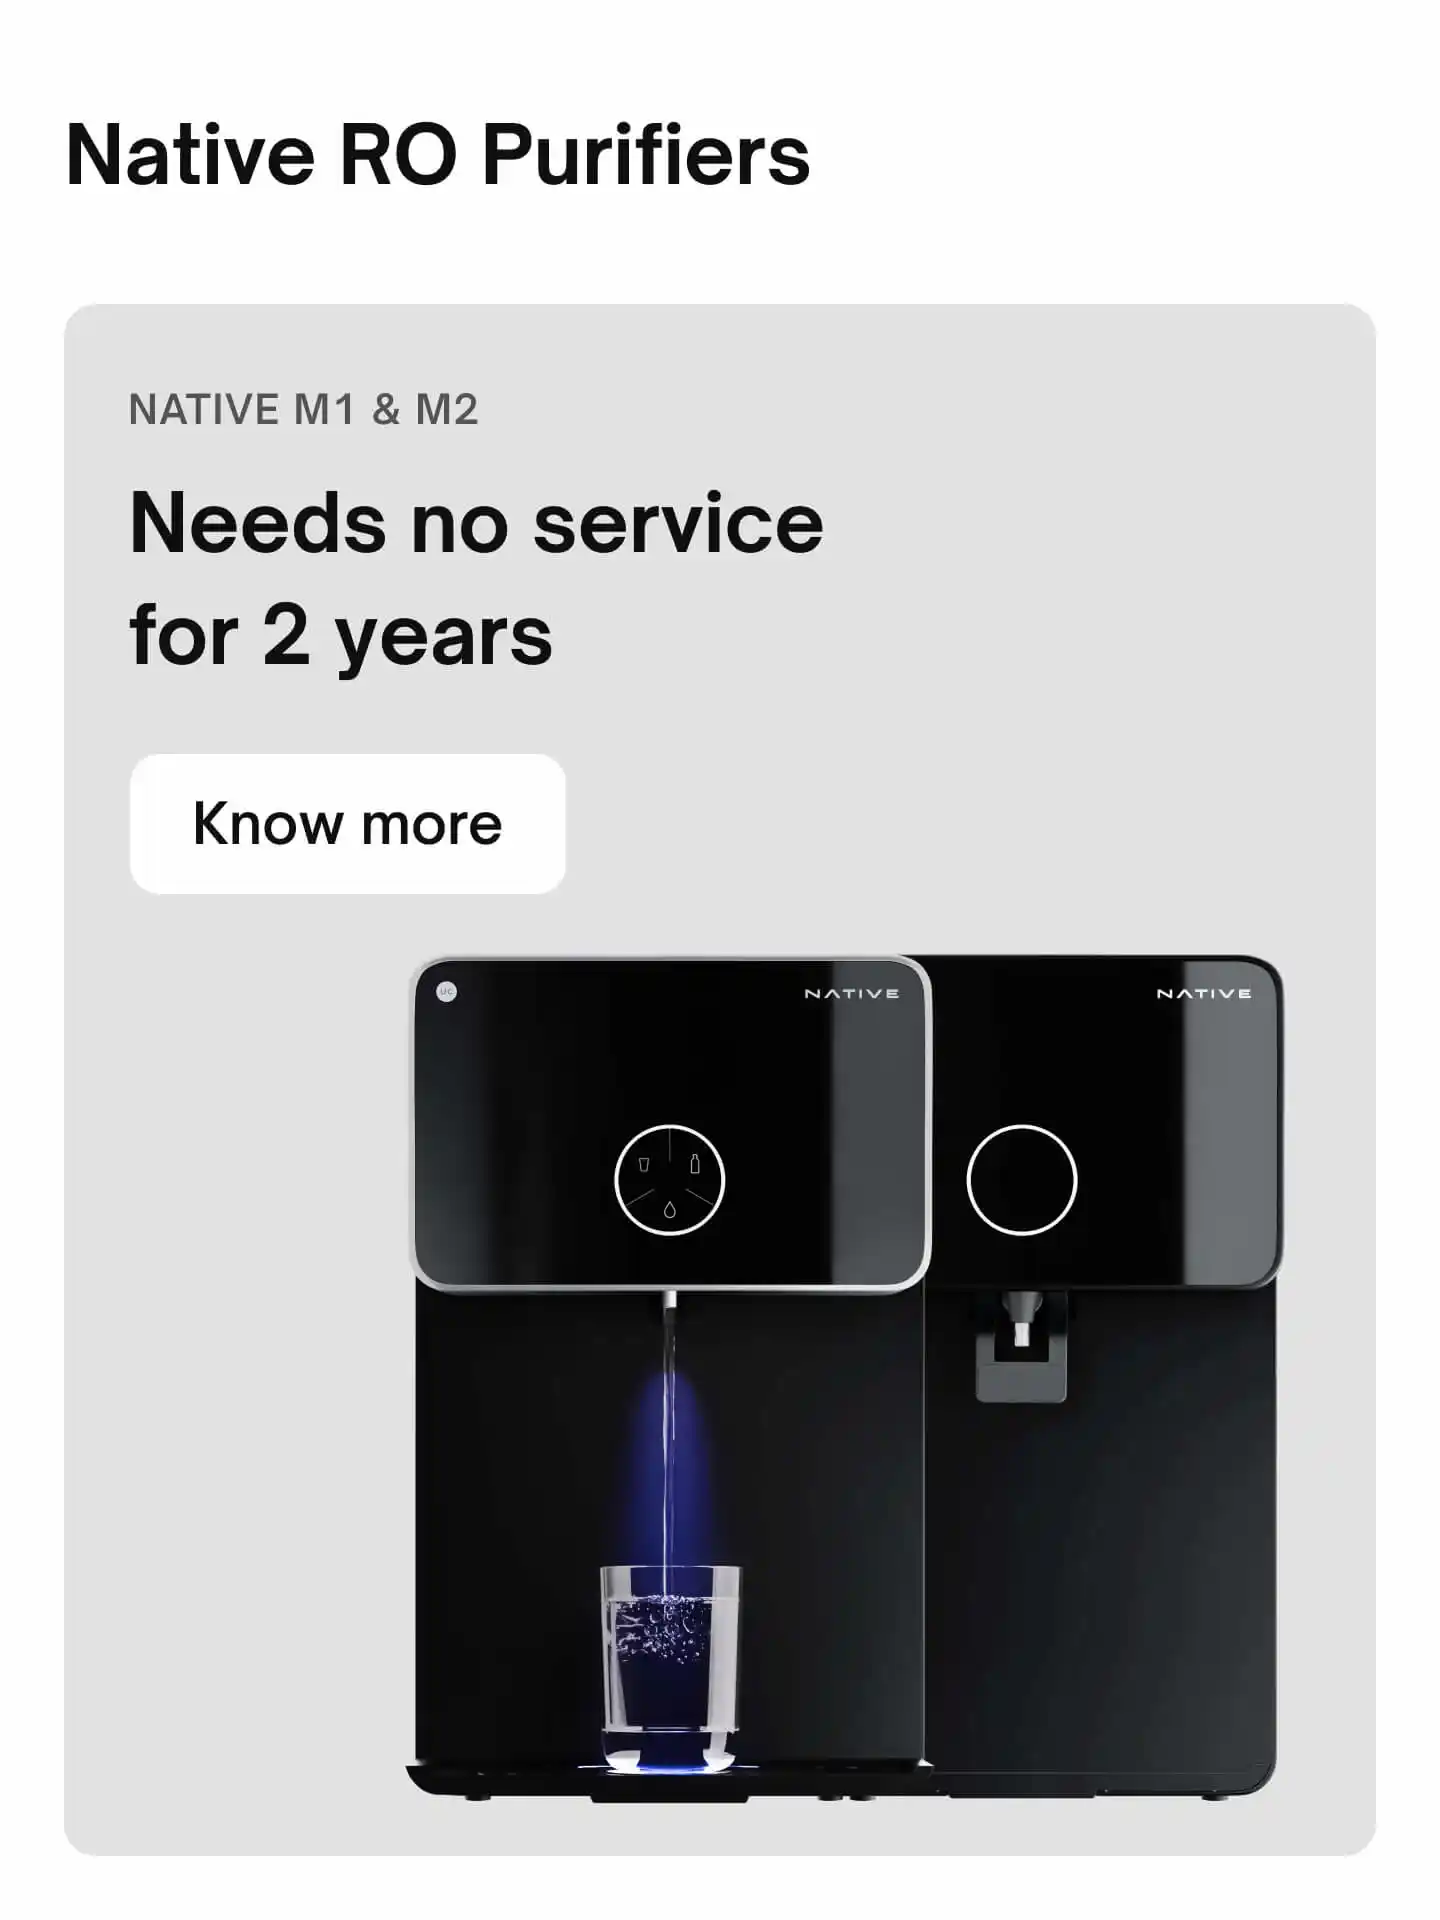 Native RO Purifiers
NATIVE M1 & M2
Needs no service
for 2 years
Know more
UC
NATIVE
NATIVE